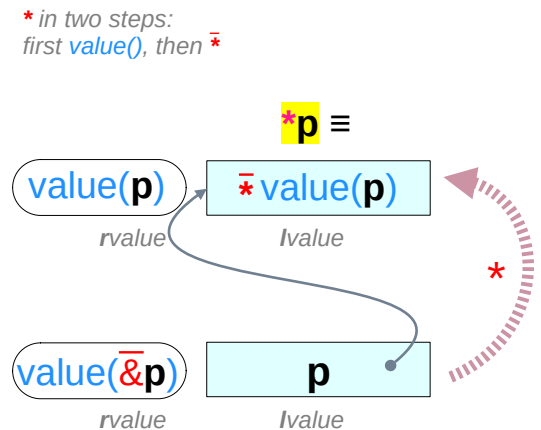 * in two steps:
first value(), then *̅
*p ≡
value(p) *̅ value(p)
rvalue lvalue
*
value(&̅p) p
rvalue lvalue